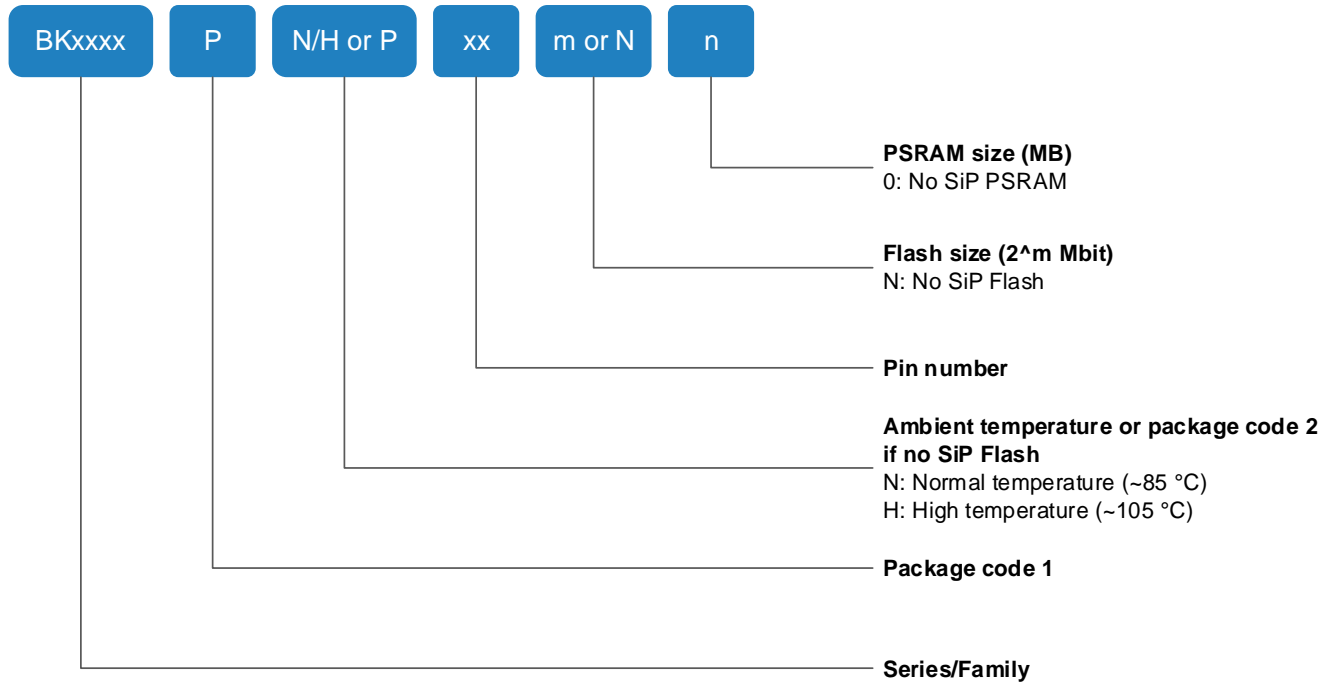 BKxxxx P N/H or P xx m or N n
PSRAM size (MB)
0: No SiP PSRAM
Flash size (2^m Mbit)
N: No SiP Flash
Pin number
Ambient temperature or package code 2
if no SiP Flash
N: Normal temperature (~85 °C)
H: High temperature (~105 °C)
Package code 1
Series/Family